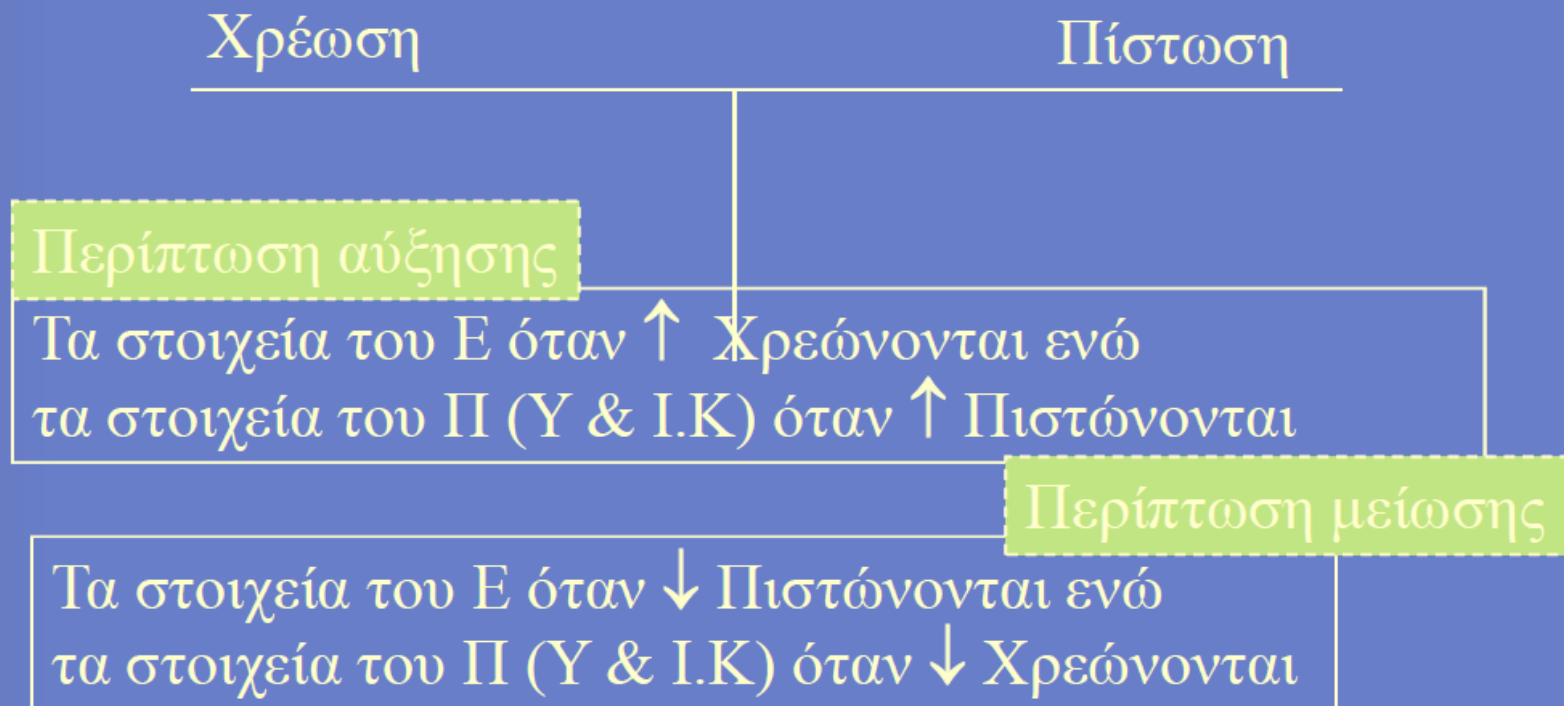 Χρέωση Πίστωση
Περίπτωση αύξησης
Τα στοιχεία του Ε όταν ↑ Χρεώνονται ενώ
τα στοιχεία του Π (Υ & Ι.Κ) όταν ↑ Πιστώνονται
Περίπτωση μείωσης
Τα στοιχεία του Ε όταν ↓ Πιστώνονται ενώ
τα στοιχεία του Π (Υ & Ι.Κ) όταν ↓ Χρεώνονται